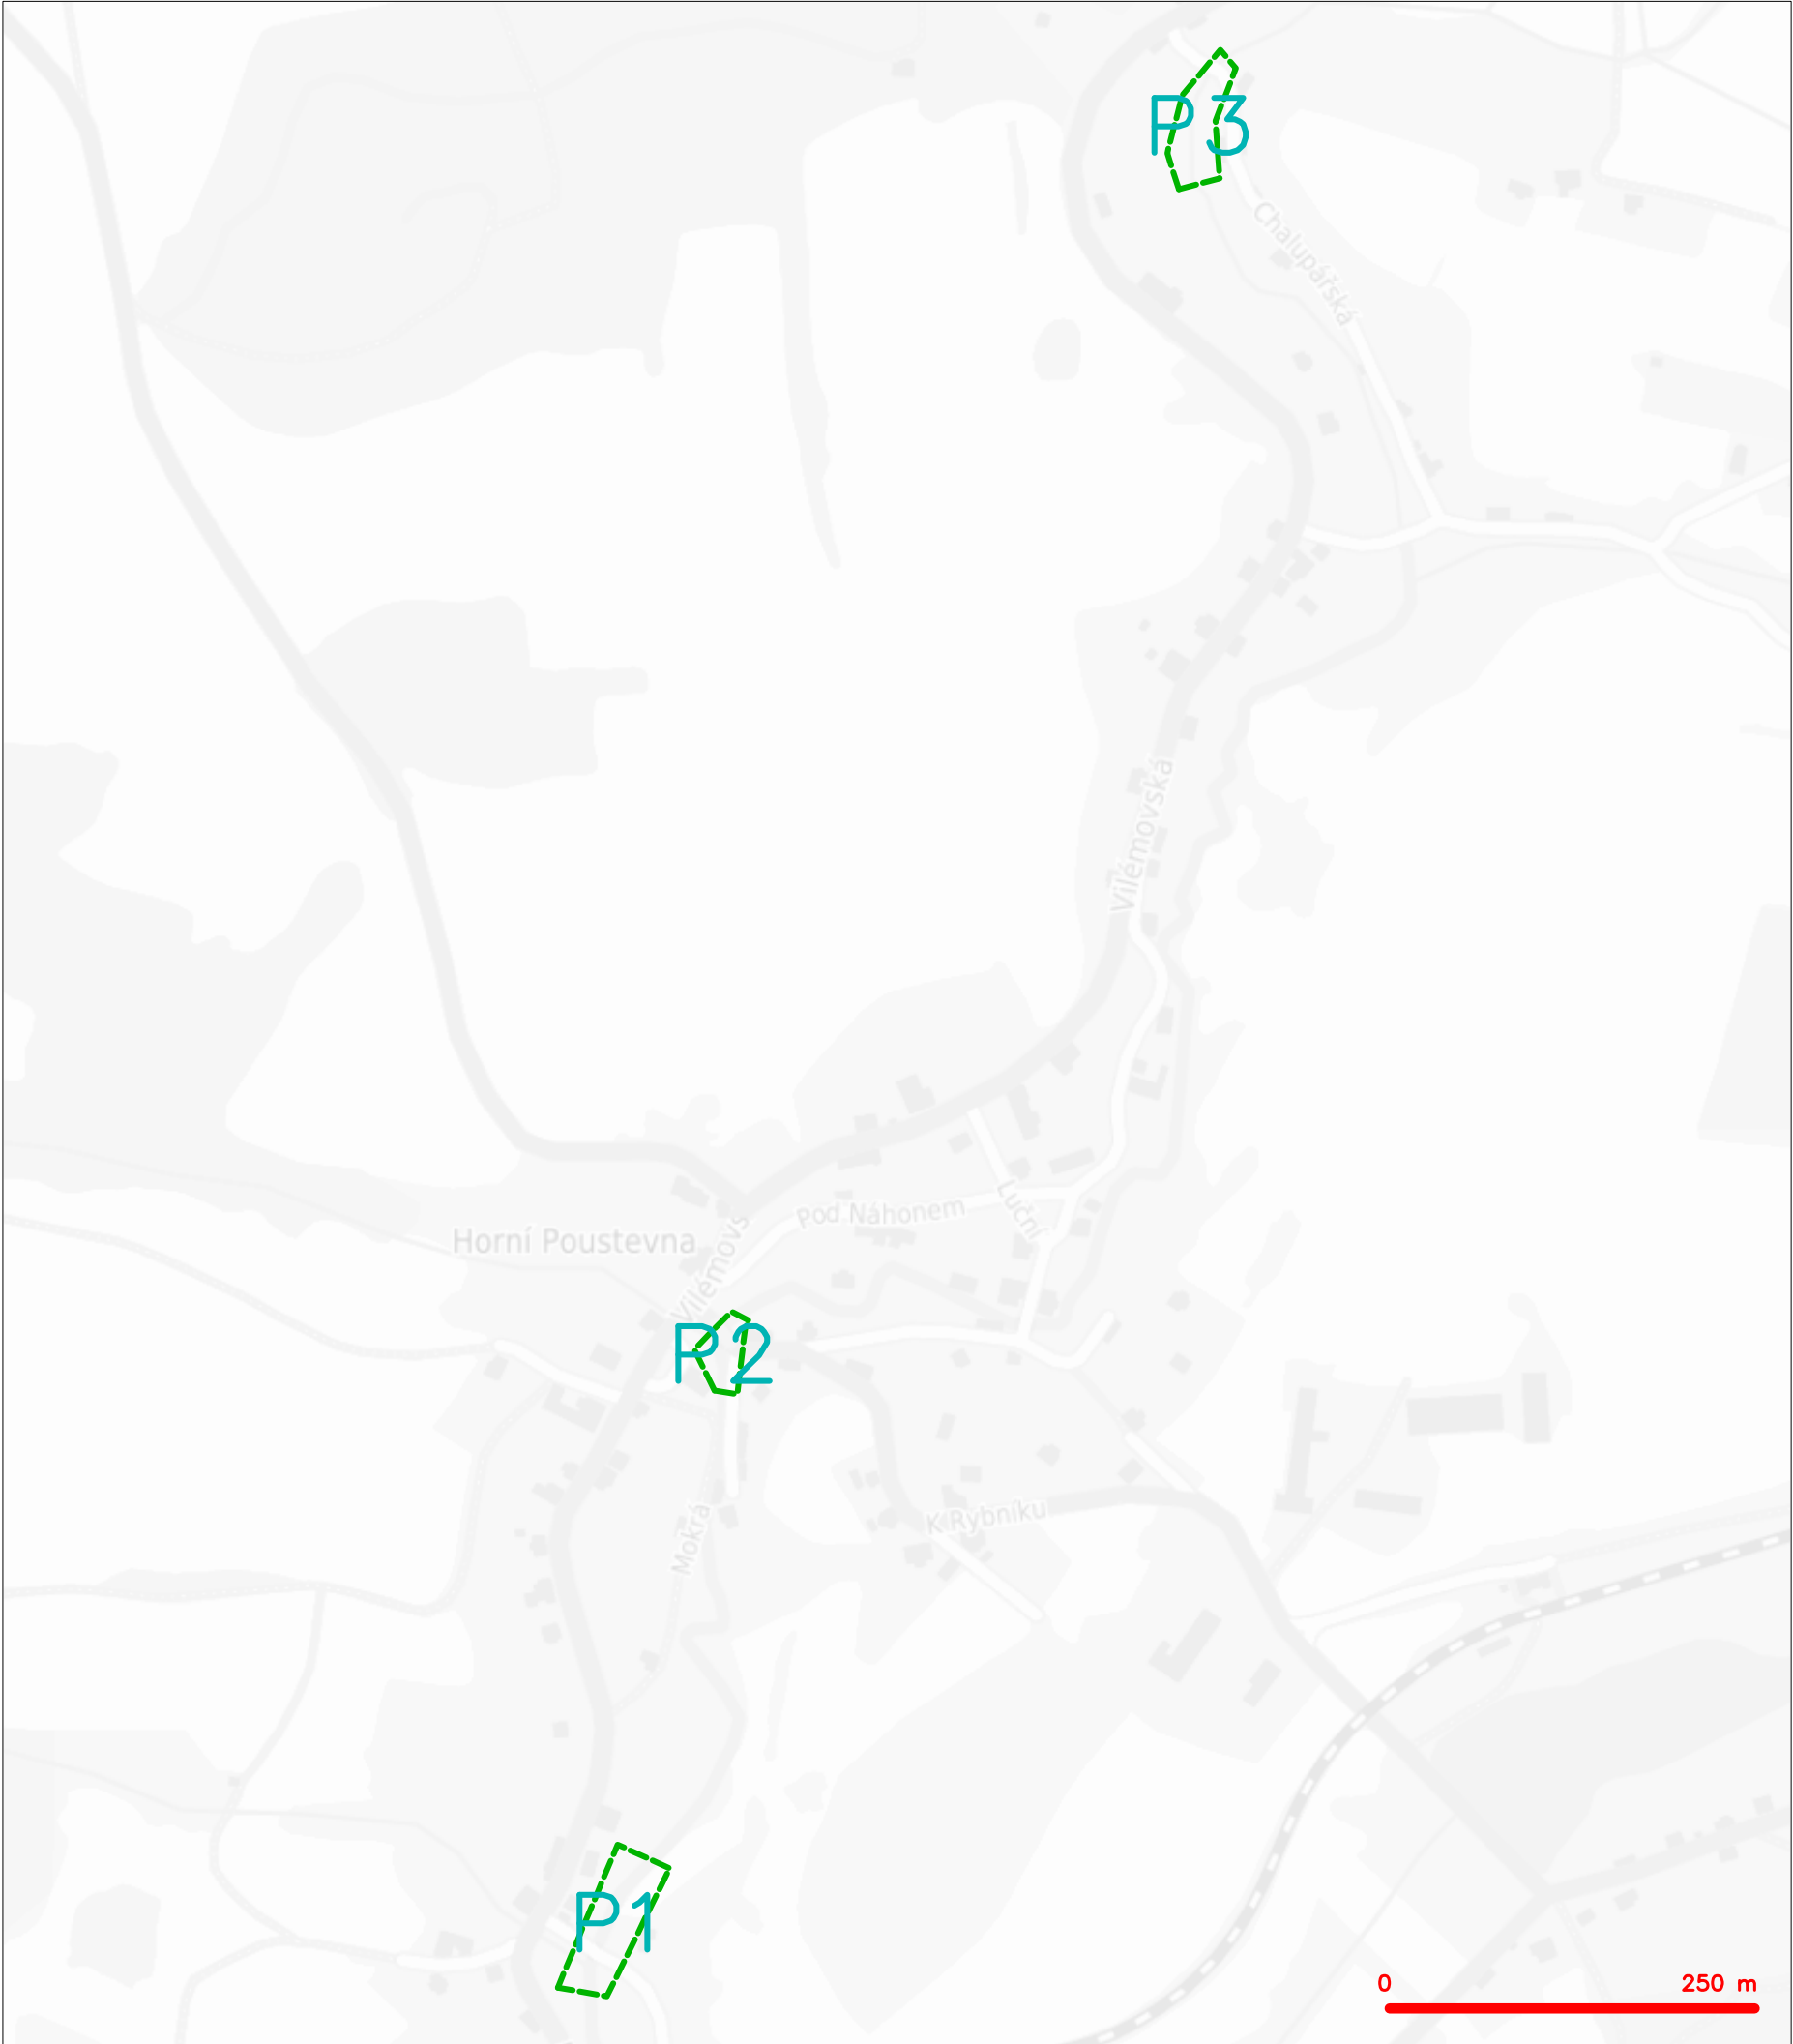 P3
Chalupářská
Vilémovská
Luční
Pod Náhonem
Horní Poustevna
Vilémovs
P2
K Rybníku
Mokrá
P1
0 250 m